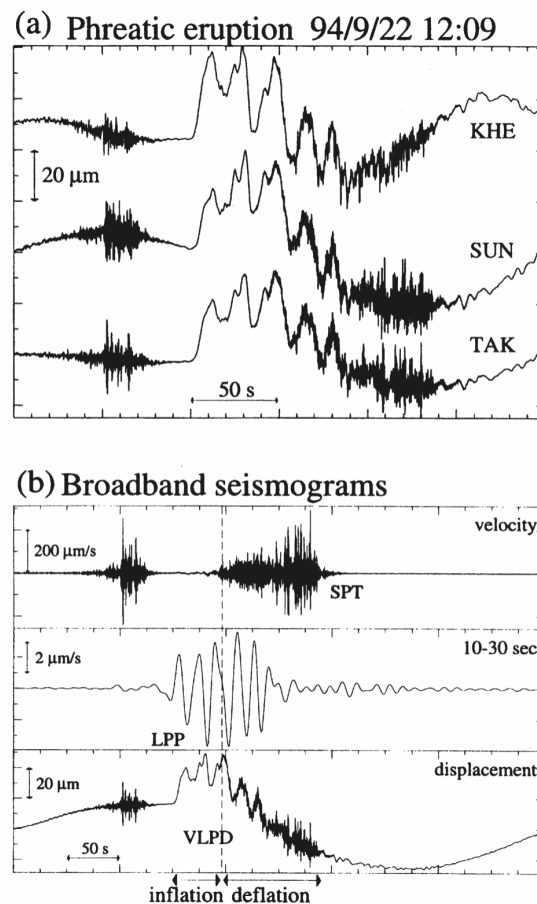 (a) Phreatic eruption 94/9/22 12:09
KHE
20 μm
SUN
TAK
50 s
(b) Broadband seismograms
velocity
200 μm/s
SPT
10-30 sec
2 μm/s
LPP
displacement
20 μm
VLPD
50 s
inflation deflation